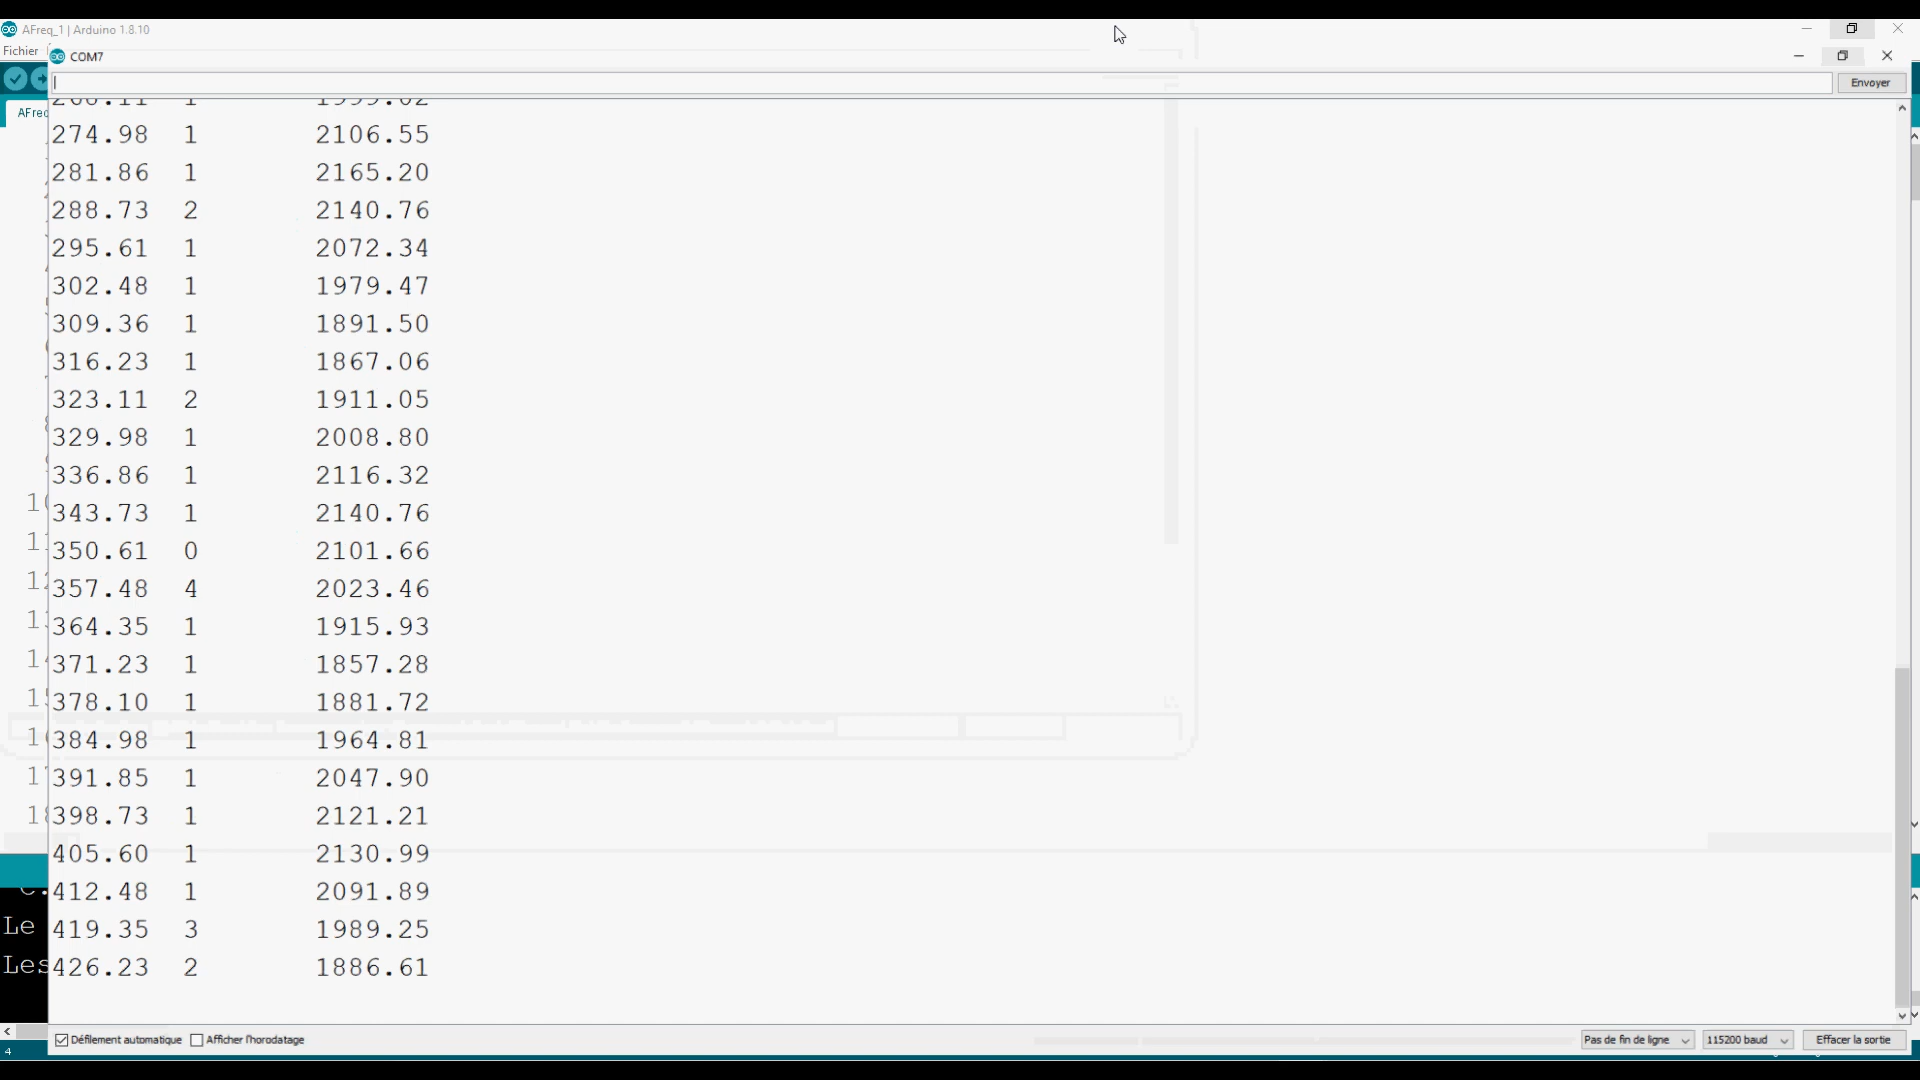 AFreq_1 | Arduino 1.8.10
Fichier
COM7
Envoyer
AFreq
274.98 1 2106.55
281.86 1 2165.20
288.73 2 2140.76
295.61 1 2072.34
302.48 1 1979.47
309.36 1 1891.50
316.23 1 1867.06
323.11 2 1911.05
329.98 1 2008.80
336.86 1 2116.32
343.73 1 2140.76
350.61 0 2101.66
357.48 4 2023.46
364.35 1 1915.93
371.23 1 1857.28
378.10 1 1881.72
384.98 1 1964.81
391.85 1 2047.90
398.73 1 2121.21
405.60 1 2130.99
412.48 1 2091.89
Le 419.35 3 1989.25
Les 426.23 2 1886.61
Défilement automatique Afficher l'horodatage Pas de fin de ligne 115200 baud Effacer la sortie
4